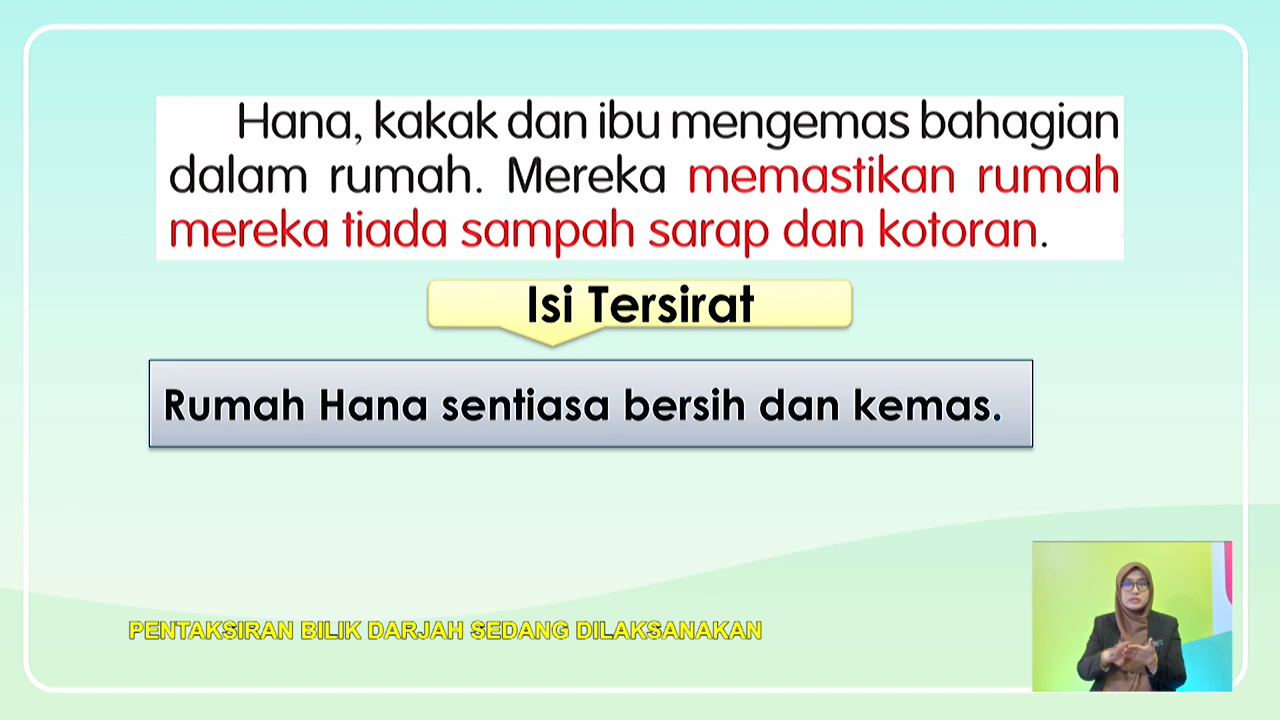 Hana, kakak dan ibu mengemas bahagian
dalam rumah. Mereka memastikan rumah
mereka tiada sampah sarap dan kotoran.
Isi Tersirat
Rumah Hana sentiasa bersih dan kemas.
PENTAKSIRAN BILIK DARJAH SEDANG DILAKSANAKAN